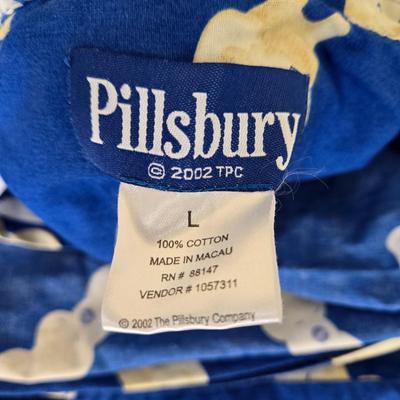 Pillsbury
© 2002 TPC
L
100% COTTON
MADE IN MACAU
RN # 88147
VENDOR # 1057311
© 2002 The Pillsbury Company